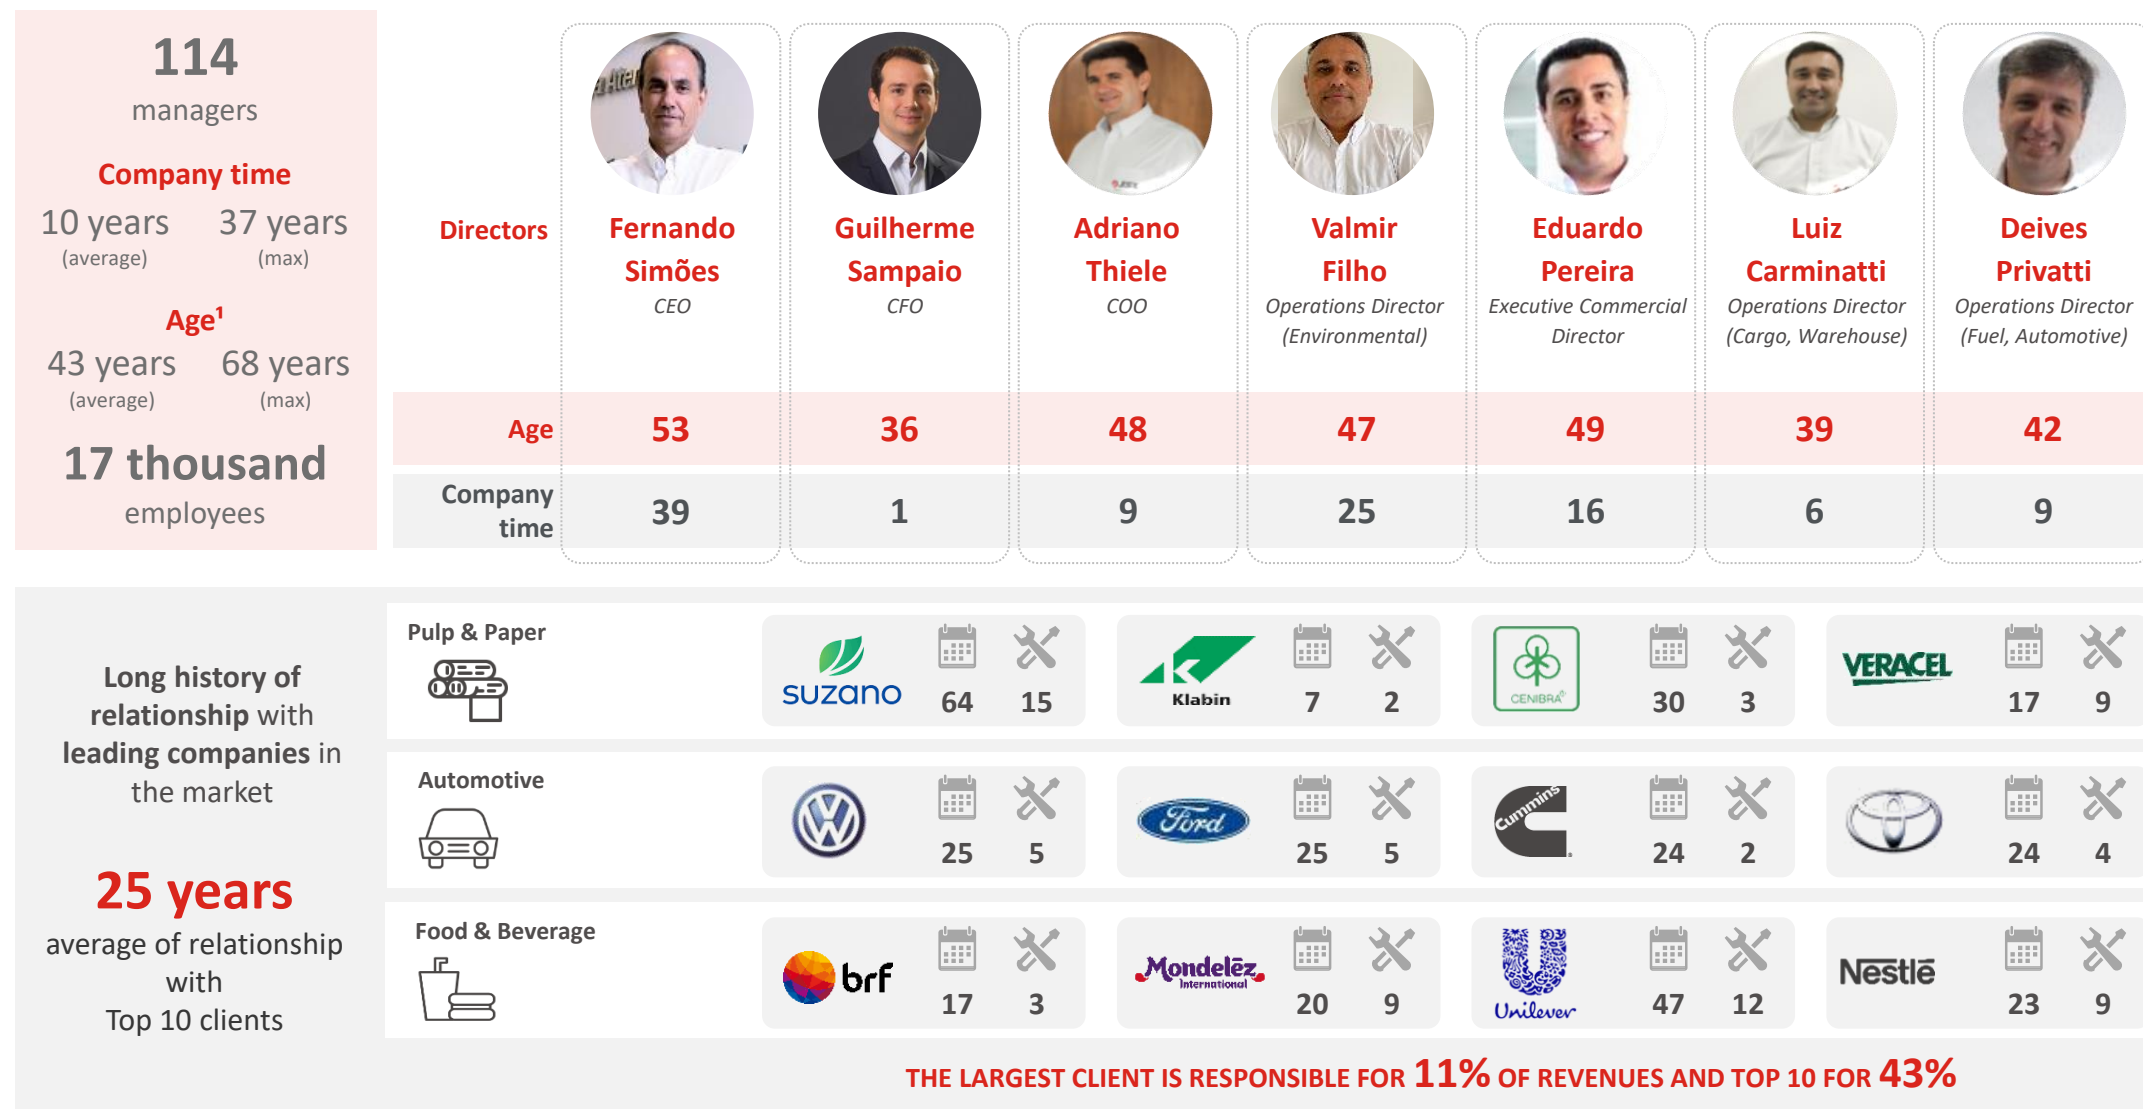 114
managers
Company time
10 years 37 years
(average) (max)
Age¹
43 years 68 years
(average) (max)
17 thousand
employees
Directors
Fernando
Simões
CEO
Guilherme
Sampaio
CFO
Adriano
Thiele
COO
Valmir
Filho
Operations Director
(Environmental)
Eduardo
Pereira
Executive Commercial
Director
Luiz
Carminatti
Operations Director
(Cargo, Warehouse)
Deives
Privatti
Operations Director
(Fuel, Automotive)
Age 53 36 48 47 49 39 42
Company
time
39 1 9 25 16 6 9
Long history of
relationship with
leading companies in
the market
25 years
average of relationship
with
Top 10 clients
Pulp & Paper
suzano 64 15
Klabin 7 2
CENIBRA 30 3
VERACEL 17 9
Automotive
25 5
Ford 25 5
Cummins 24 2
24 4
Food & Beverage
brf 17 3
Mondelēz
International
20 9
Unilever 47 12
Nestlé 23 9
THE LARGEST CLIENT IS RESPONSIBLE FOR 11% OF REVENUES AND TOP 10 FOR 43%